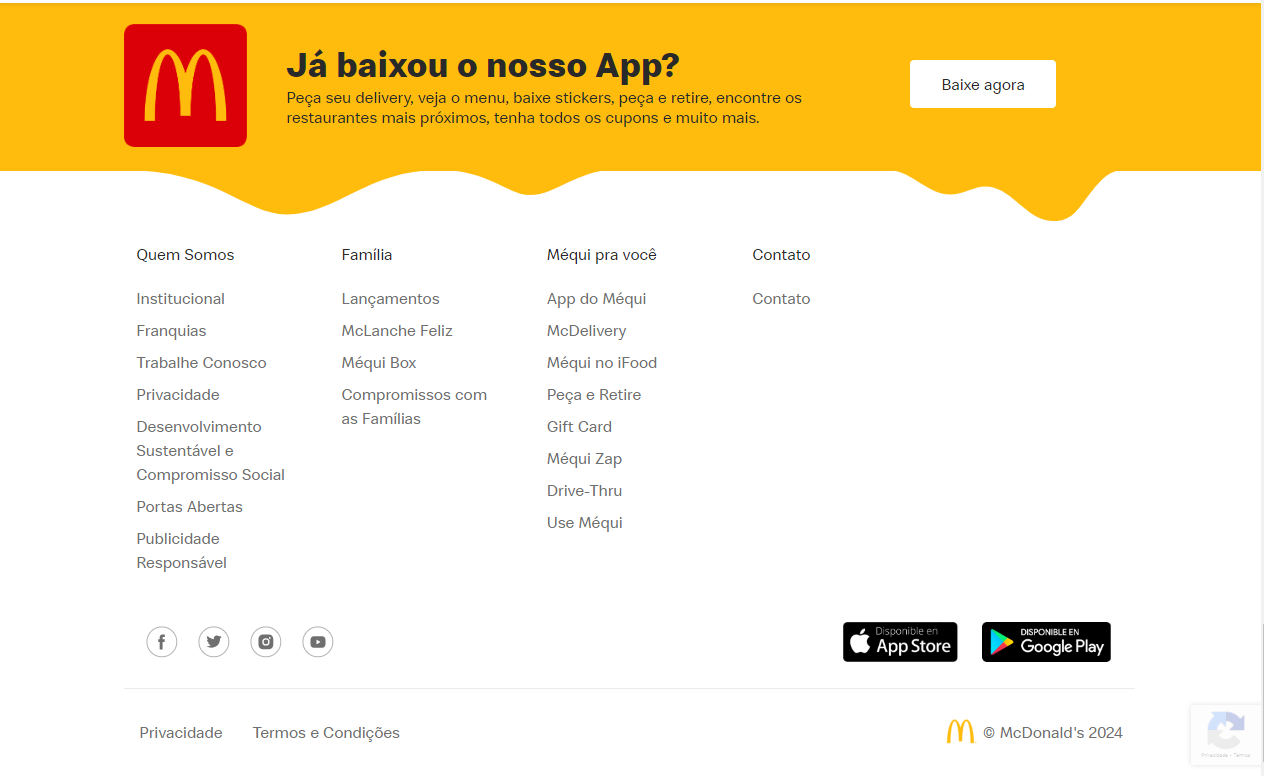 Já baixou o nosso App?
Peça seu delivery, veja o menu, baixe stickers, peça e retire, encontre os
restaurantes mais próximos, tenha todos os cupons e muito mais.
Baixe agora
Quem Somos
Institucional
Franquias
Trabalhe Conosco
Privacidade
Desenvolvimento
Sustentável e
Compromisso Social
Portas Abertas
Publicidade
Responsável
Família
Lançamentos
McLanche Feliz
Méqui Box
Compromissos com
as Famílias
Méqui pra você
App do Méqui
McDelivery
Méqui no iFood
Peça e Retire
Gift Card
Méqui Zap
Drive-Thru
Use Méqui
Contato
Contato
Disponible en
App Store
DISPONIBLE EN
Google Play
Privacidade
Termos e Condições
© McDonald's 2024
Privacidade - Termos